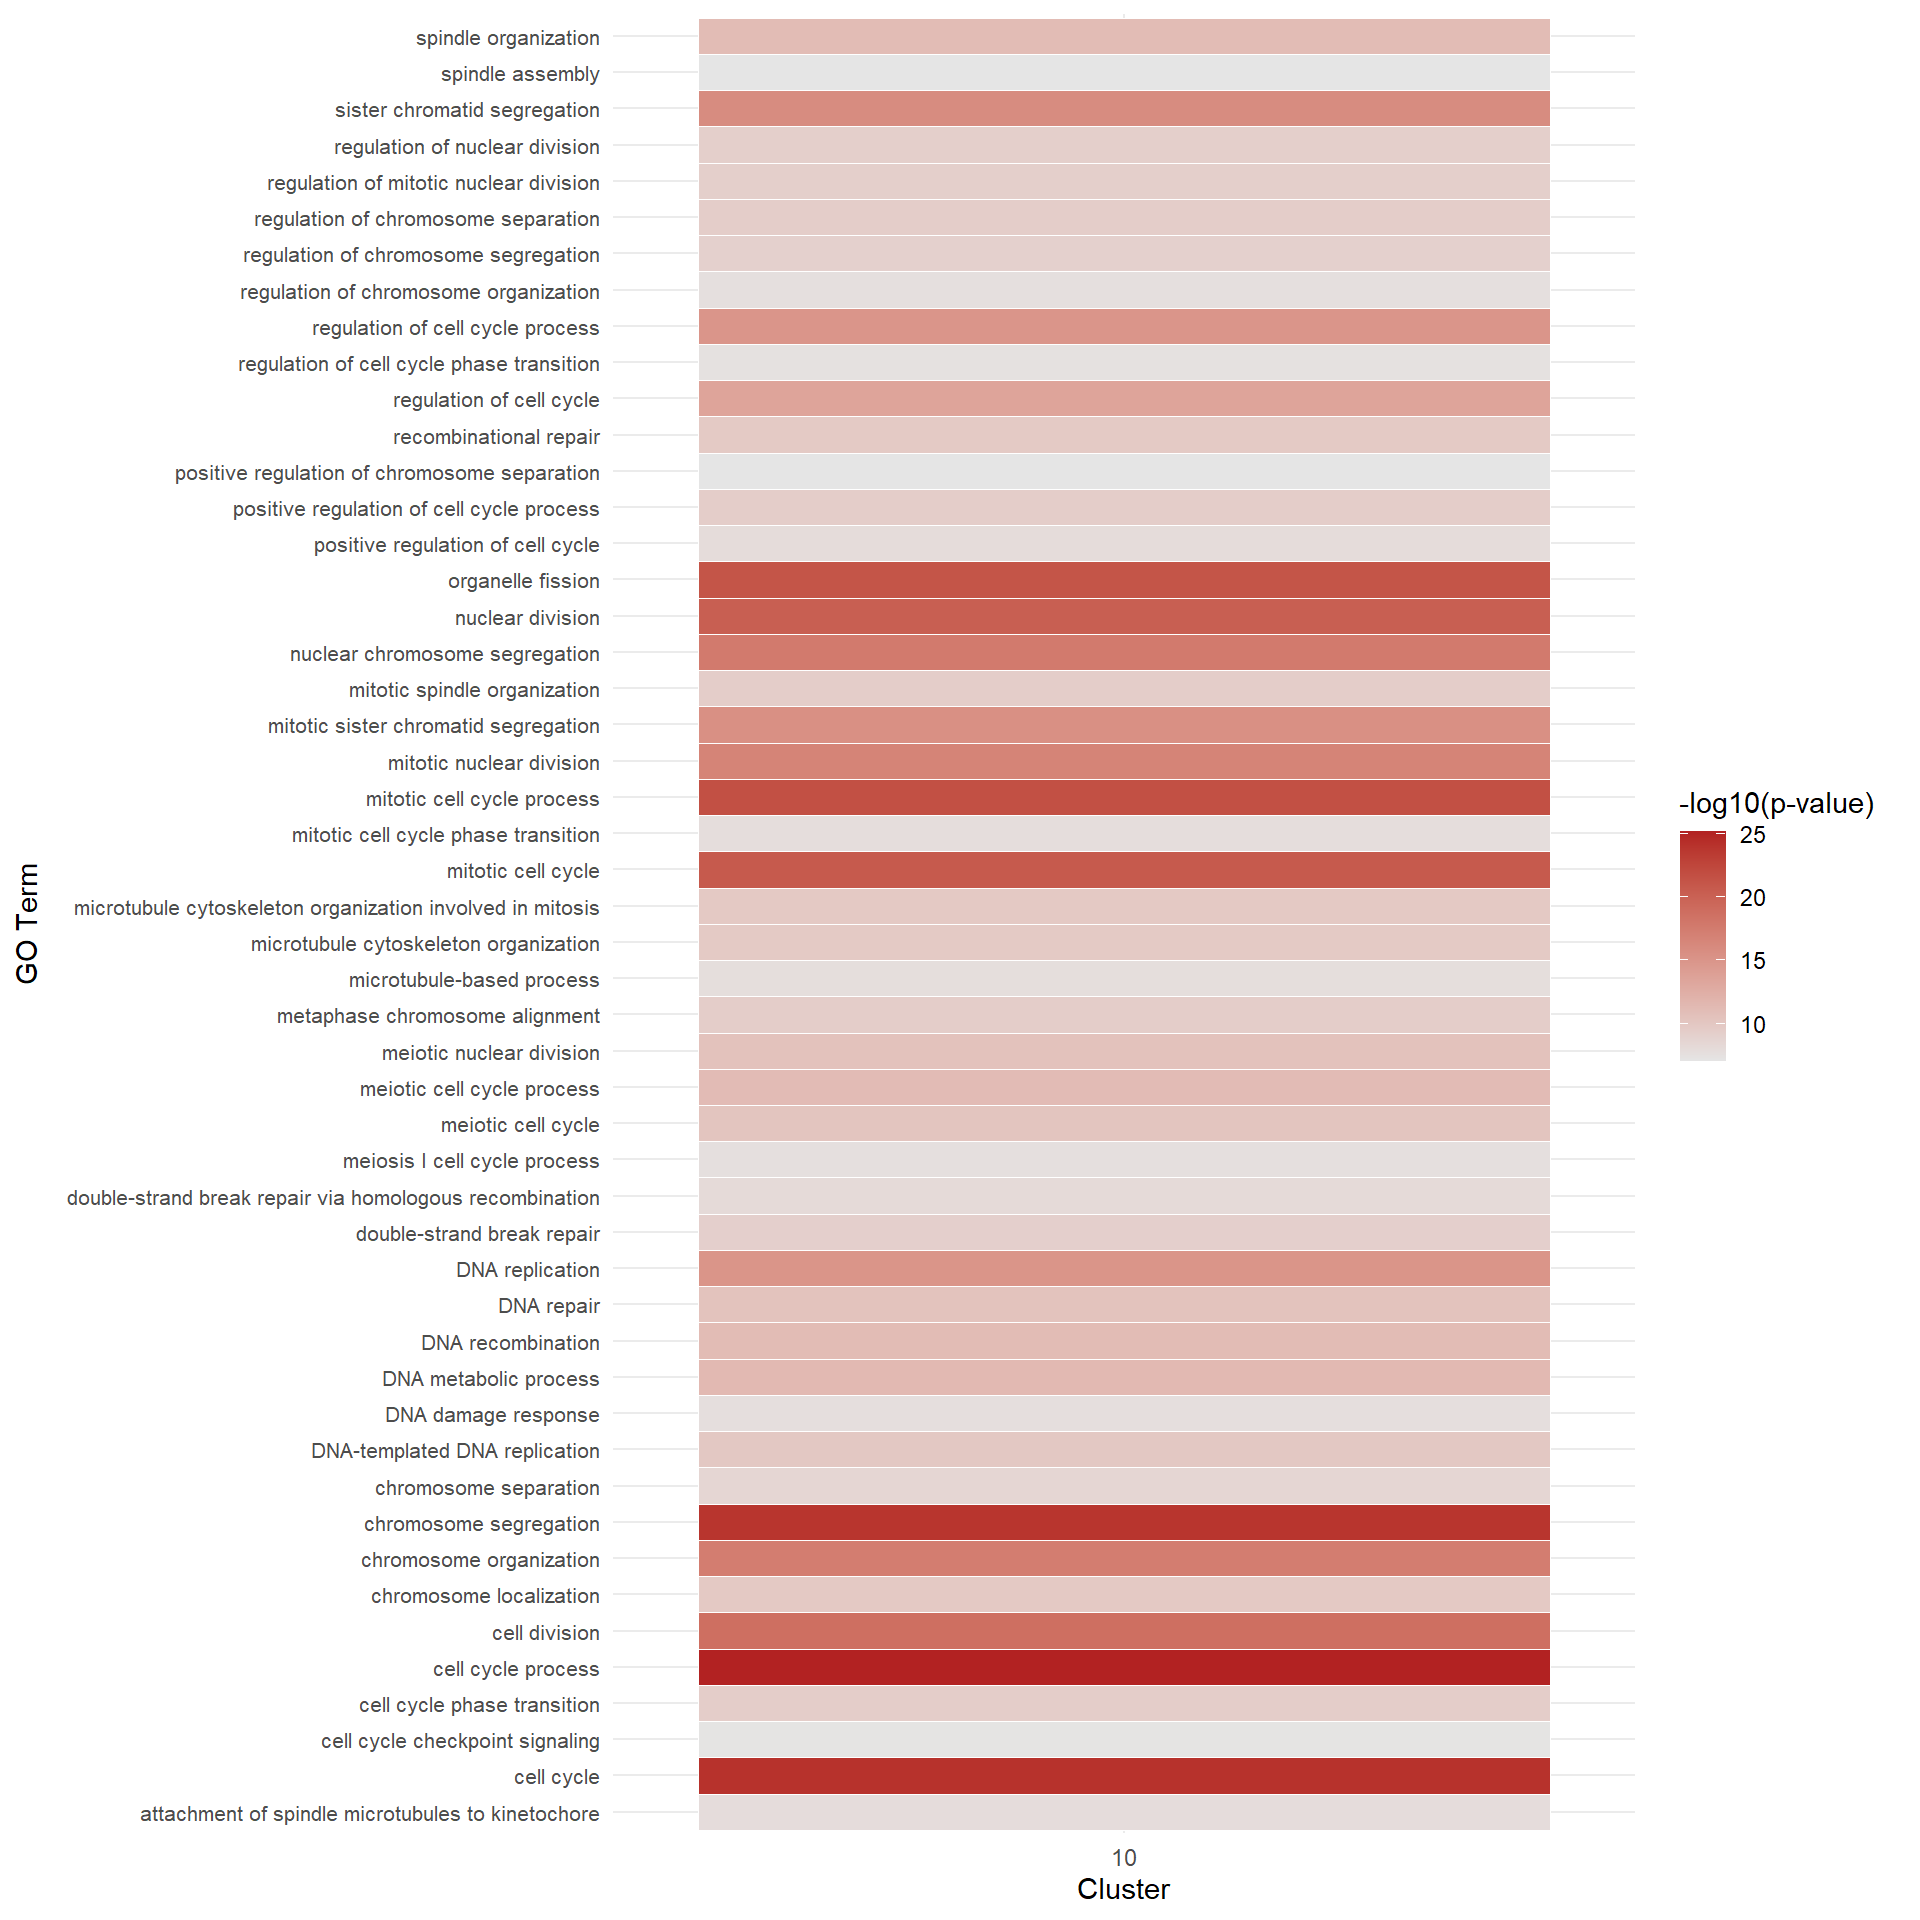 spindle organization
spindle assembly
sister chromatid segregation
regulation of nuclear division
regulation of mitotic nuclear division
regulation of chromosome separation
regulation of chromosome segregation
regulation of chromosome organization
regulation of cell cycle process
regulation of cell cycle phase transition
regulation of cell cycle
recombinational repair
positive regulation of chromosome separation
positive regulation of cell cycle process
positive regulation of cell cycle
organelle fission
nuclear division
nuclear chromosome segregation
mitotic spindle organization
mitotic sister chromatid segregation
mitotic nuclear division
mitotic cell cycle process
mitotic cell cycle phase transition
mitotic cell cycle
microtubule cytoskeleton organization involved in mitosis
microtubule cytoskeleton organization
microtubule-based process
metaphase chromosome alignment
meiotic nuclear division
meiotic cell cycle process
meiotic cell cycle
meiosis I cell cycle process
double-strand break repair via homologous recombination
double-strand break repair
DNA replication
DNA repair
DNA recombination
DNA metabolic process
DNA damage response
DNA-templated DNA replication
chromosome separation
chromosome segregation
chromosome organization
chromosome localization
cell division
cell cycle process
cell cycle phase transition
cell cycle checkpoint signaling
cell cycle
attachment of spindle microtubules to kinetochore
GO Term
10
Cluster
-log10(p-value)
25
20
15
10